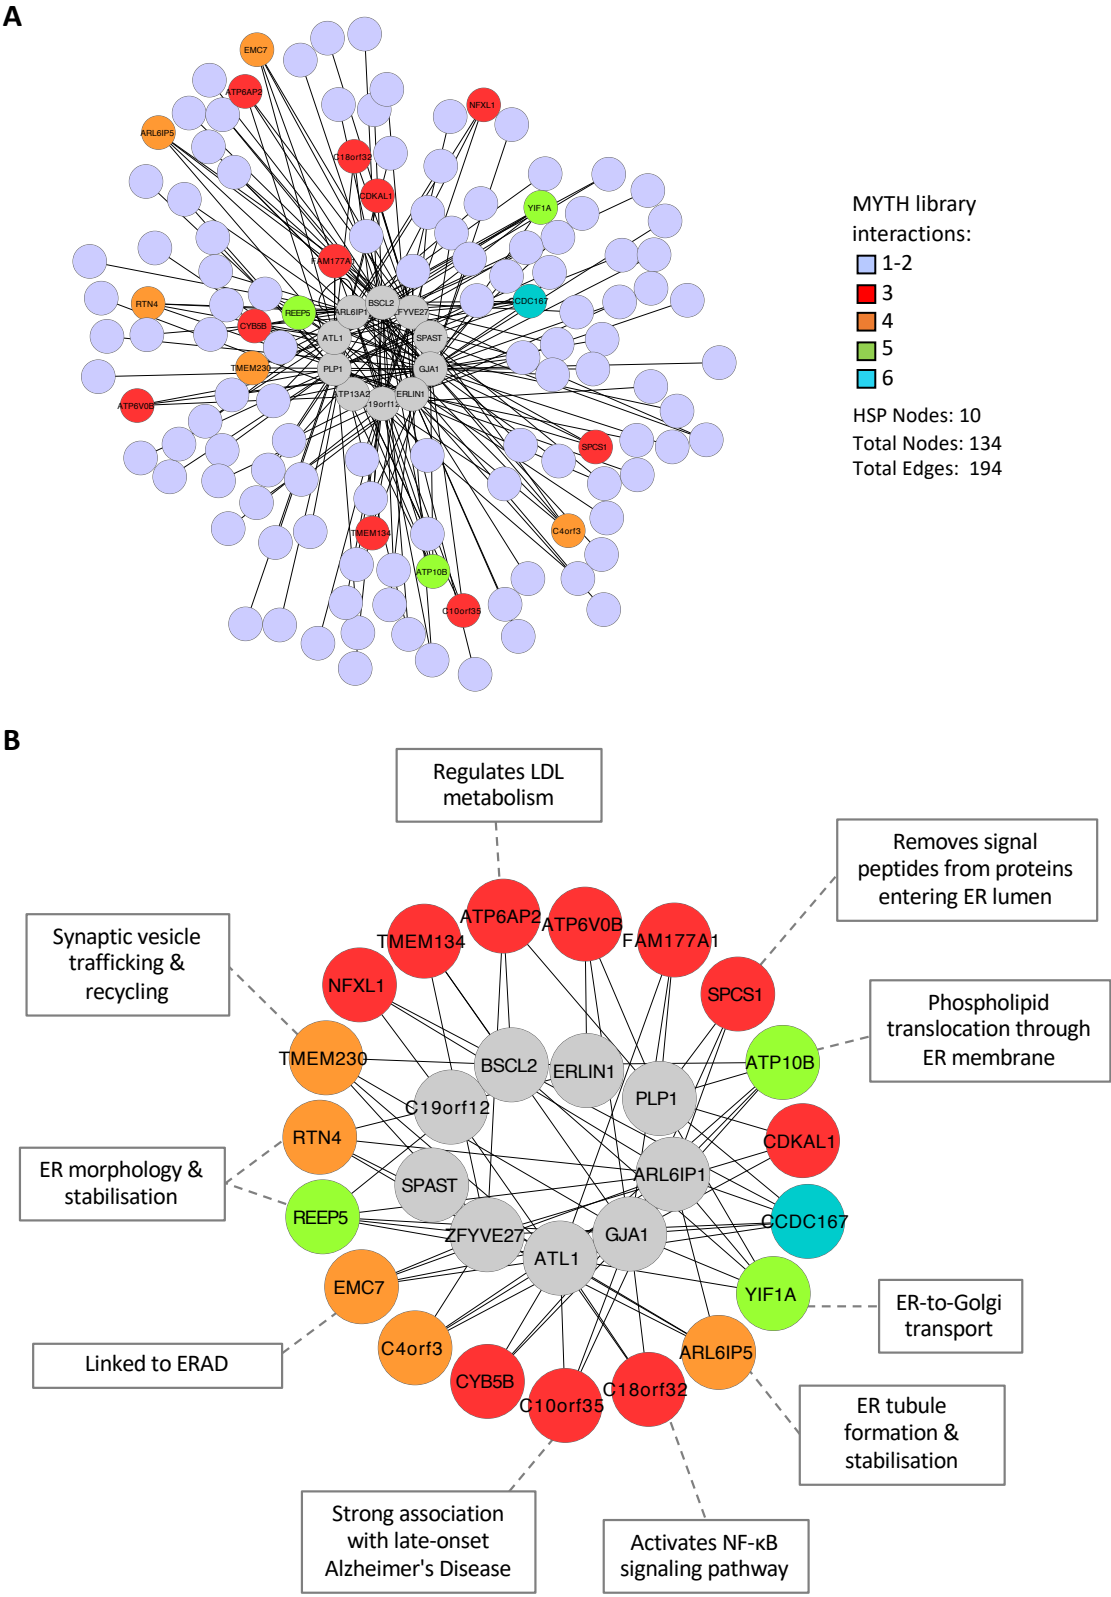 A
EMC7
ATP6AP2
NFXL1
ARL6IP5
C18orf32
CDKAL1
YIF1A
FAM177A1
RTN4
REEP5
CYB5B
ARL6IP1
BSCL2
ZFYVE27
CCDC167
ATL1
SPAST
TMEM230
PLP1
GJA1
ATP6V0B
ATP13A2
C19orf12
ERLIN1
SPCS1
TMEM134
C4orf3
ATP10B
C10orf35
MYTH library
interactions:
1-2
3
4
5
6
HSP Nodes: 10
Total Nodes: 134
Total Edges: 194
B
Regulates LDL
metabolism
Removes signal
peptides from proteins
entering ER lumen
Synaptic vesicle
trafficking &
recycling
Phospholipid
translocation through
ER membrane
ER morphology &
stabilisation
Linked to ERAD
ER-to-Golgi
transport
ER tubule
formation &
stabilisation
Strong association
with late-onset
Alzheimer's Disease
Activates NF-κB
signaling pathway
ATP6AP2
ATP6V0B
TMEM134
FAM177A1
NFXL1
SPCS1
TMEM230
BSCL2
ERLIN1
ATP10B
PLP1
C19orf12
RTN4
CDKAL1
SPAST
ARL6IP1
REEP5
CCDC167
ZFYVE27
GJA1
ATL1
EMC7
YIF1A
C4orf3
ARL6IP5
CYB5B
C10orf35
C18orf32